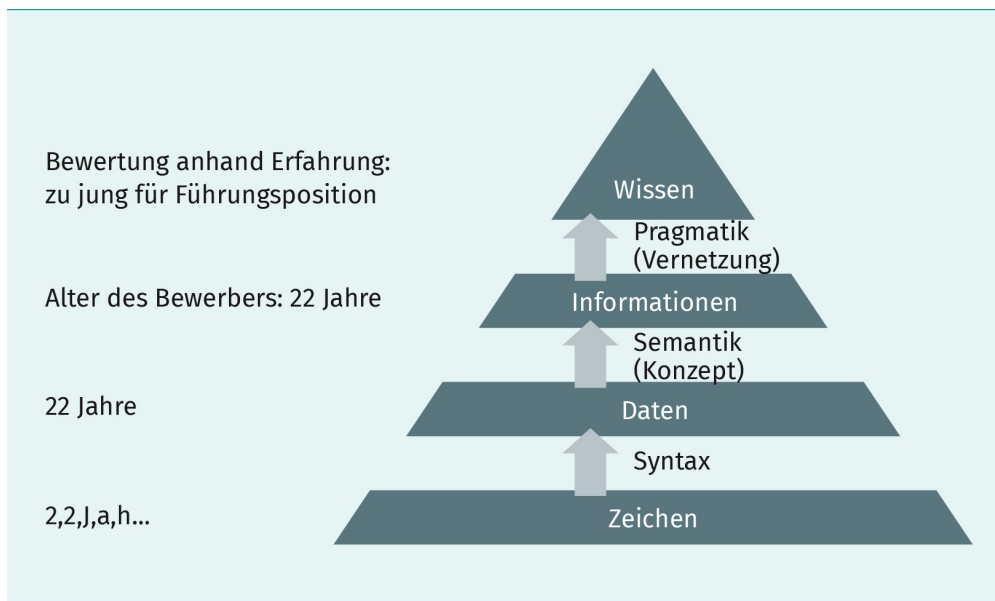 Bewertung anhand Erfahrung:
zu jung für Führungsposition
Wissen
Pragmatik
(Vernetzung)
Alter des Bewerbers: 22 Jahre
Informationen
Semantik
(Konzept)
22 Jahre
Daten
Syntax
2,2,J,a,h...
Zeichen